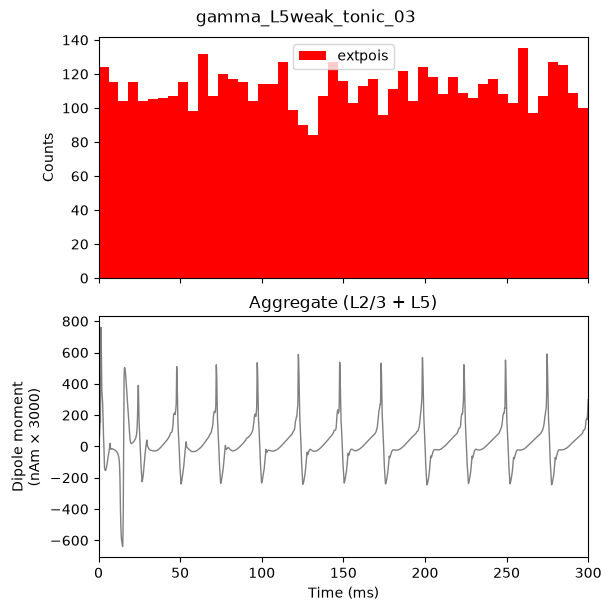 gamma_L5weak_tonic_03
140
120
100
80
60
40
20
0
Counts
extpois
Aggregate (L2/3 + L5)
800
600
400
200
0
−200
−400
−600
Dipole moment
(nAm × 3000)
0 50 100 150 200 250 300
Time (ms)